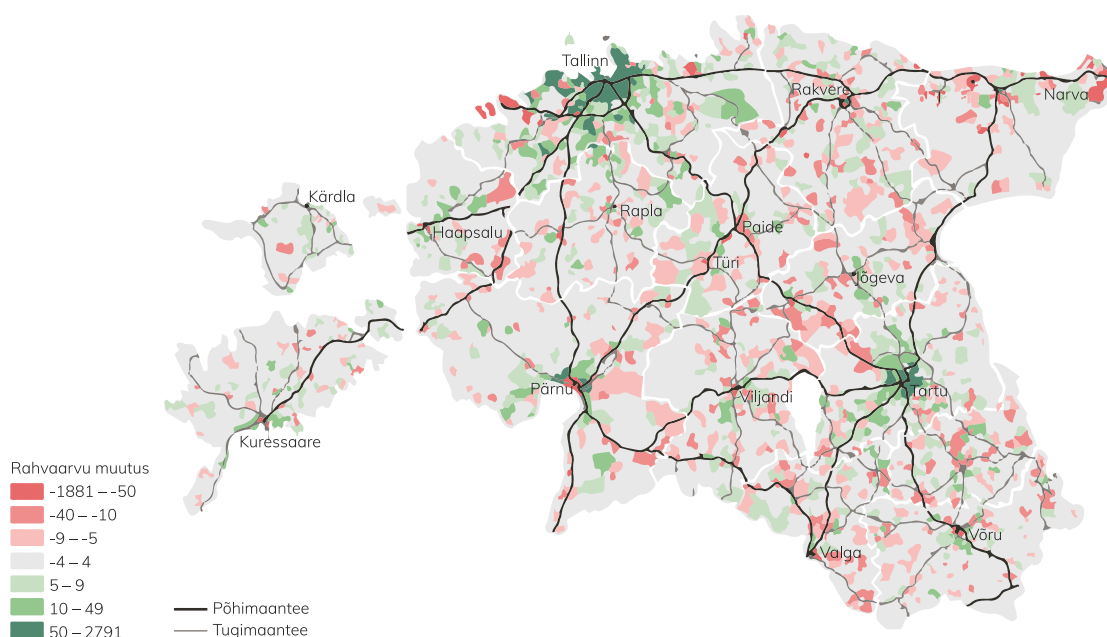 Tallinn
Rakvere
Narva
Kärdla
Rapla
Haapsalu
Paide
Türi
Jõgeva
Pärnu
Viljandi
Tartu
Kuressaare
Võru
Valga
Rahvaarvu muutus
-1881 – -50
-40 – -10
-9 – -5
-4 – 4
5 – 9
10 – 49
50 – 2791
Põhimaantee
Tugimaantee